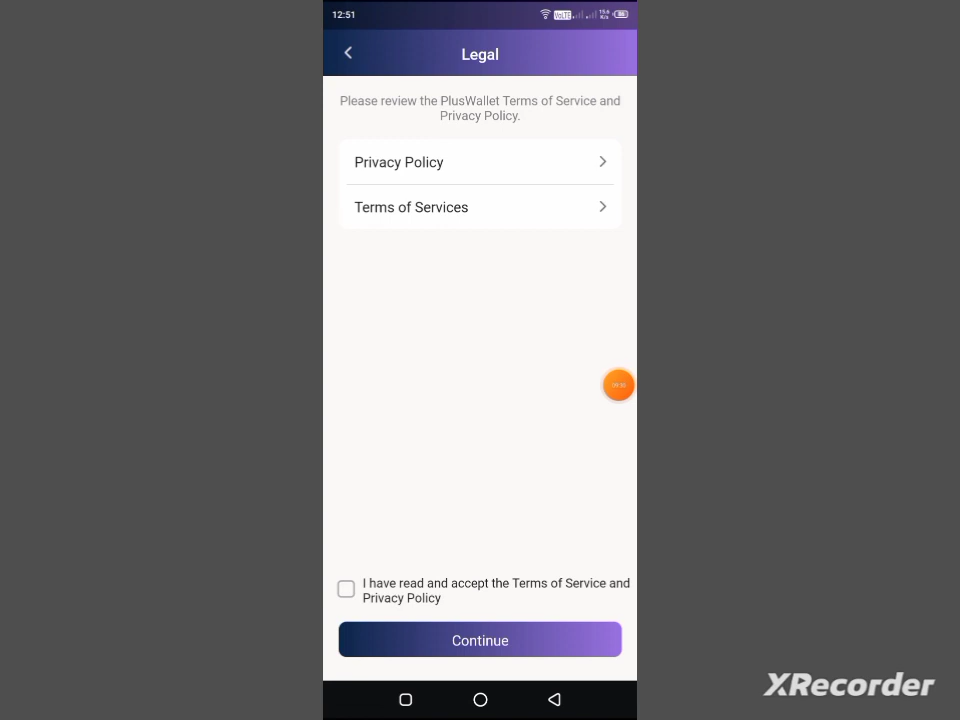 12:51
VoLTE
Legal
Please review the PlusWallet Terms of Service and
Privacy Policy.
Privacy Policy
Terms of Services
I have read and accept the Terms of Service and
Privacy Policy
Continue
XRecorder